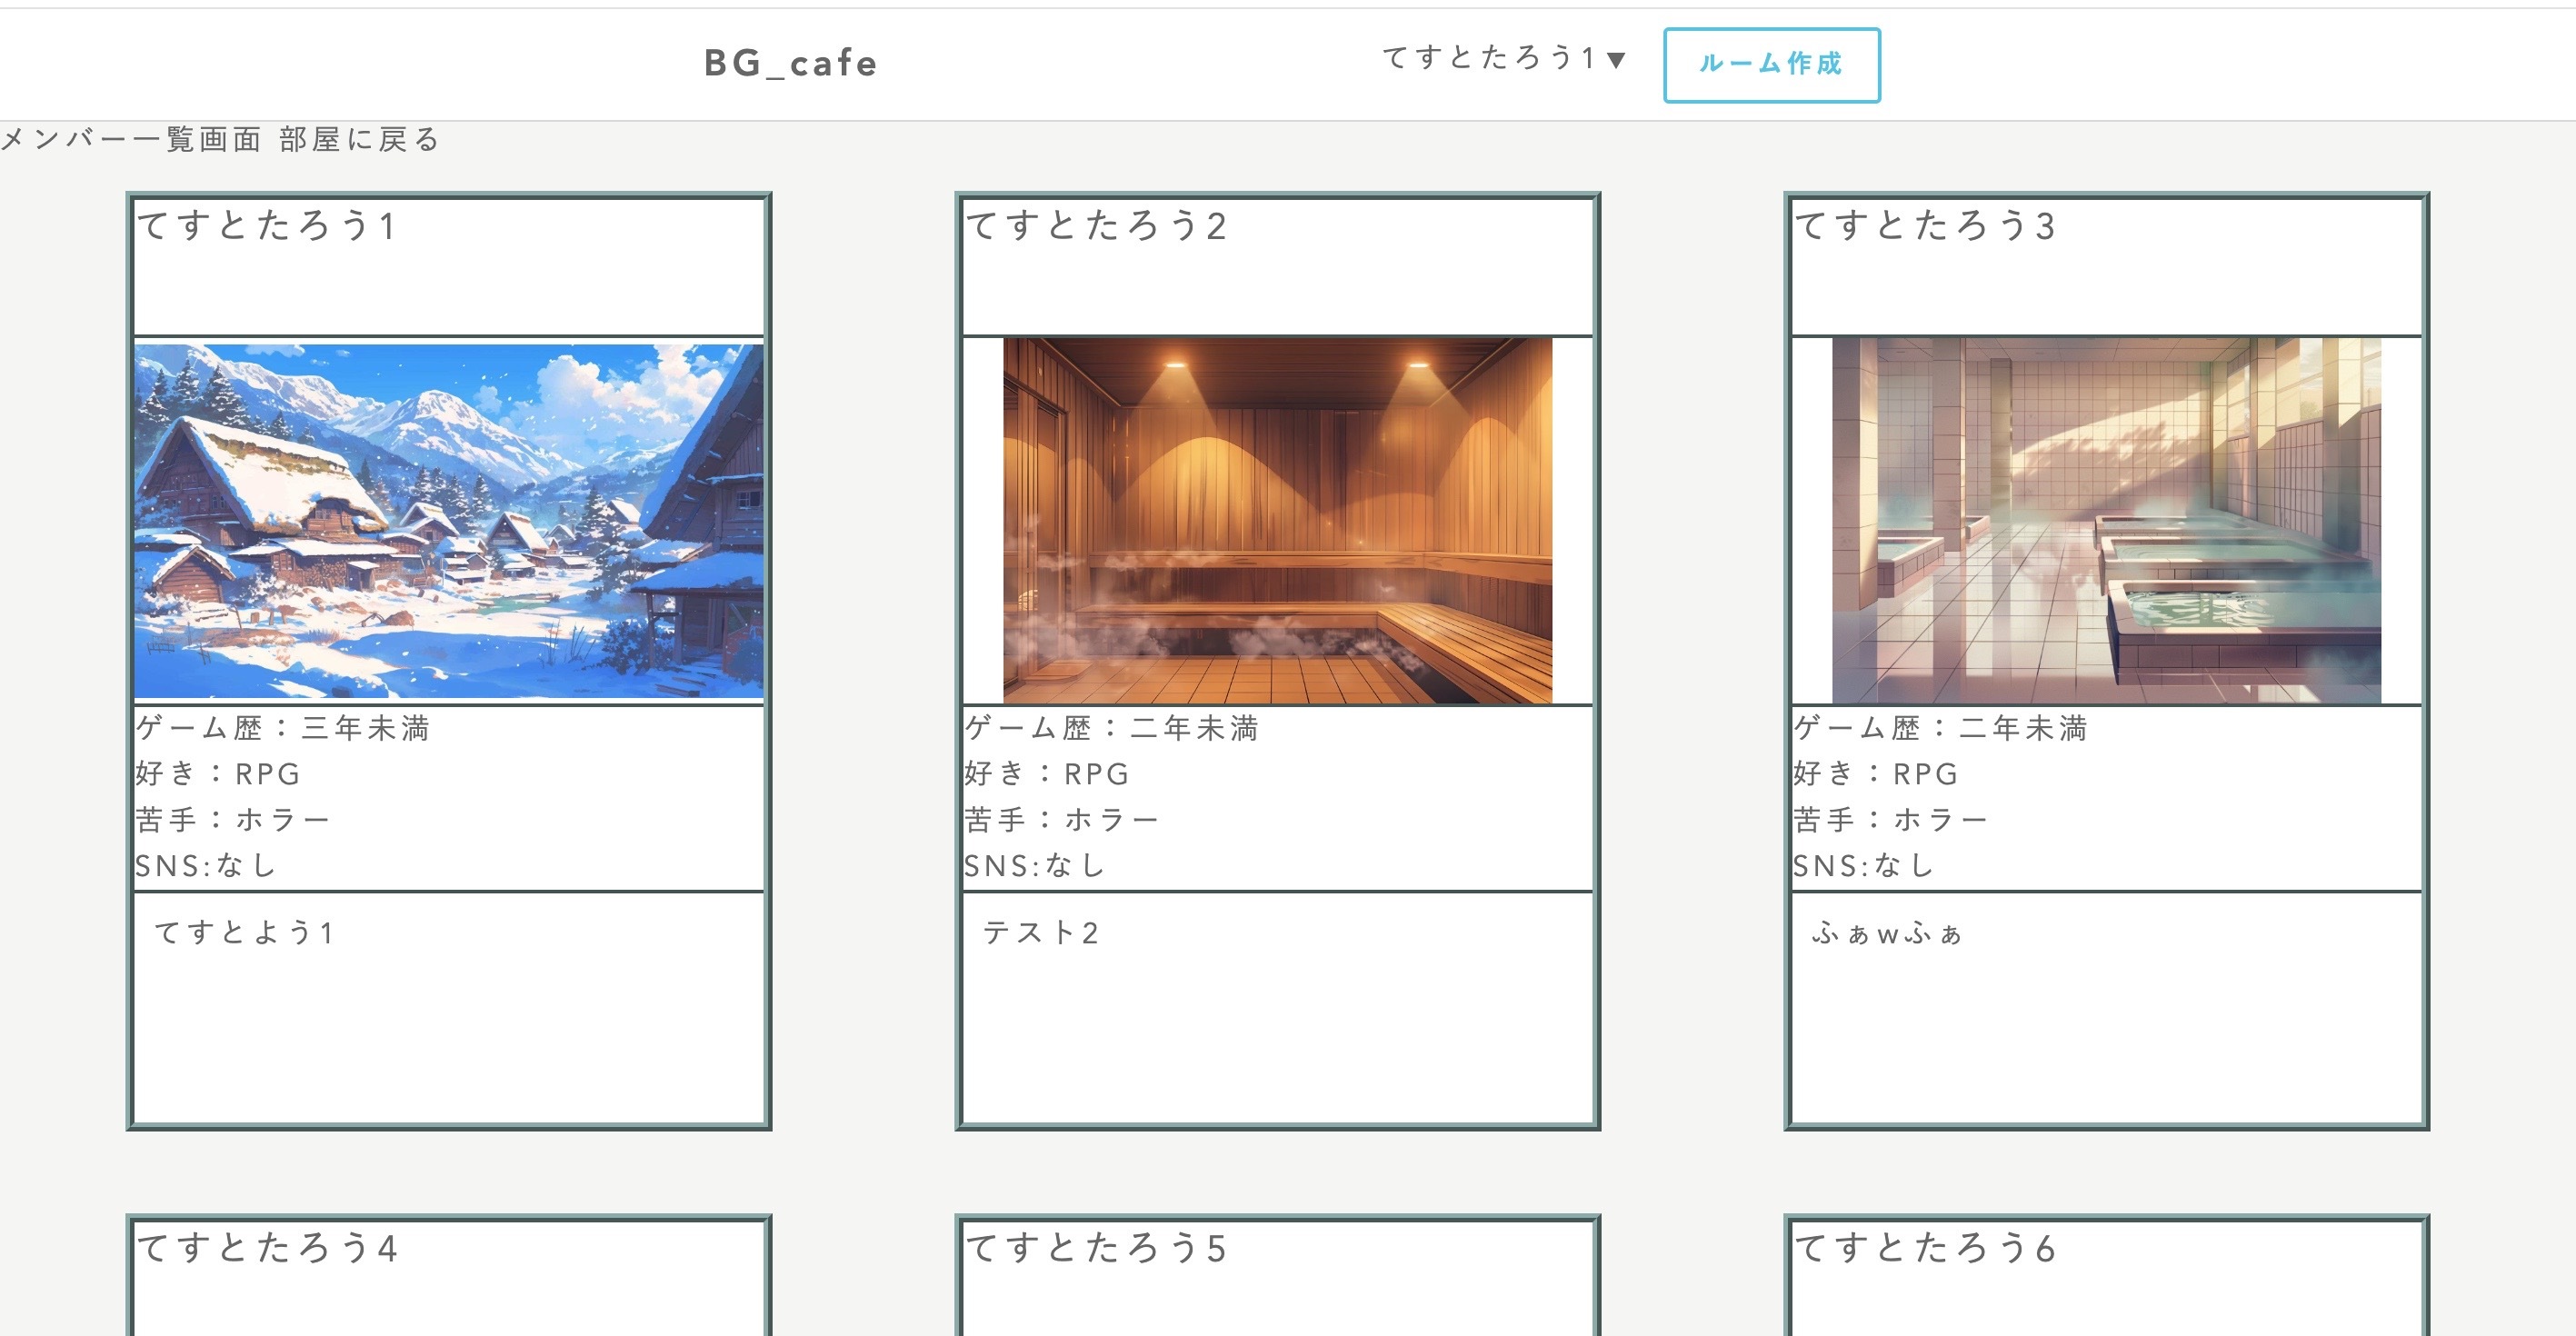 BG_cafe
てすとたろう1▼
ルーム作成
メンバー一覧画面 部屋に戻る
てすとたろう1
ゲーム歴：三年未満
好き：RPG
苦手：ホラー
SNS:なし
てすとよう1
てすとたろう2
ゲーム歴：二年未満
好き：RPG
苦手：ホラー
SNS:なし
テスト2
てすとたろう3
ゲーム歴：二年未満
好き：RPG
苦手：ホラー
SNS:なし
ふぁwふぁ
てすとたろう4
てすとたろう5
てすとたろう6